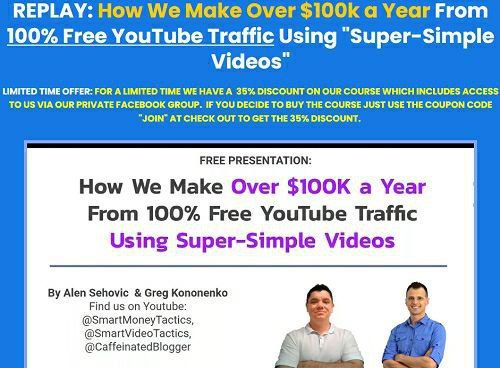 REPLAY: How We Make Over $100k a Year From
100% Free YouTube Traffic Using "Super-Simple
Videos"
LIMITED TIME OFFER: FOR A LIMITED TIME WE HAVE A 35% DISCOUNT ON OUR COURSE WHICH INCLUDES ACCESS
TO US VIA OUR PRIVATE FACEBOOK GROUP. IF YOU DECIDE TO BUY THE COURSE JUST USE THE COUPON CODE
"JOIN" AT CHECK OUT TO GET THE 35% DISCOUNT.
FREE PRESENTATION:
How We Make Over $100K a Year
From 100% Free YouTube Traffic
Using Super-Simple Videos
By Alen Sehovic & Greg Kononenko
Find us on Youtube:
@SmartMoneyTactics,
@SmartVideoTactics,
@CaffeinatedBlogger